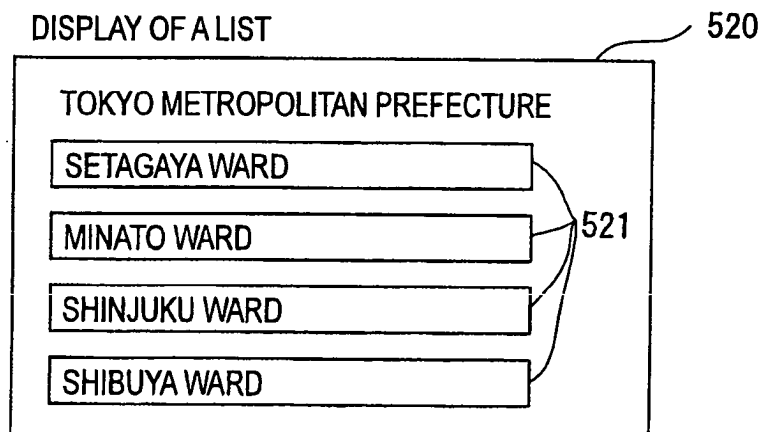 DISPLAY OF A LIST
520
TOKYO METROPOLITAN PREFECTURE
SETAGAYA WARD
MINATO WARD
521
SHINJUKU WARD
SHIBUYA WARD